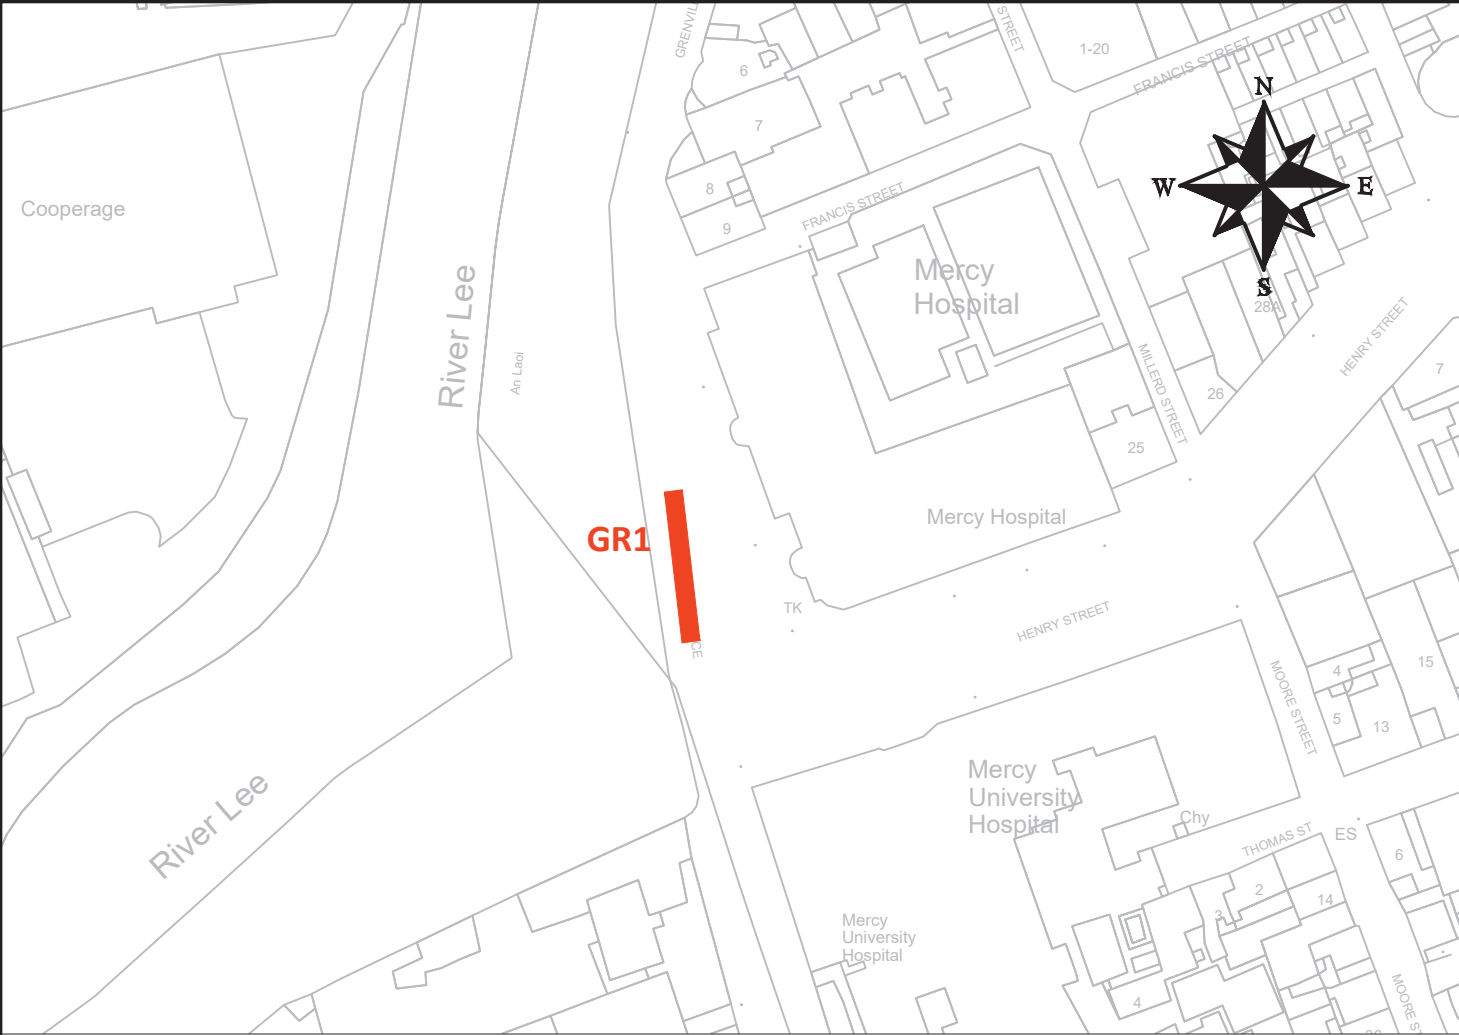 GRENVIL
STREET
1-20
FRANCIS STREET
6
7
8
9
N
W
E
S
Cooperage
FRANCIS STREET
Mercy
Hospital
River Lee
An Laoi
28A
HENRY STREET
MILLERD STREET
7
26
25
Mercy Hospital
GR1
TK
HENRY STREET
CE
MOORE STREET
4
15
5
13
Mercy
University
Hospital
River Lee
Chy
THOMAS ST
ES
6
2
14
3
Mercy
University
Hospital
4
MOORE S